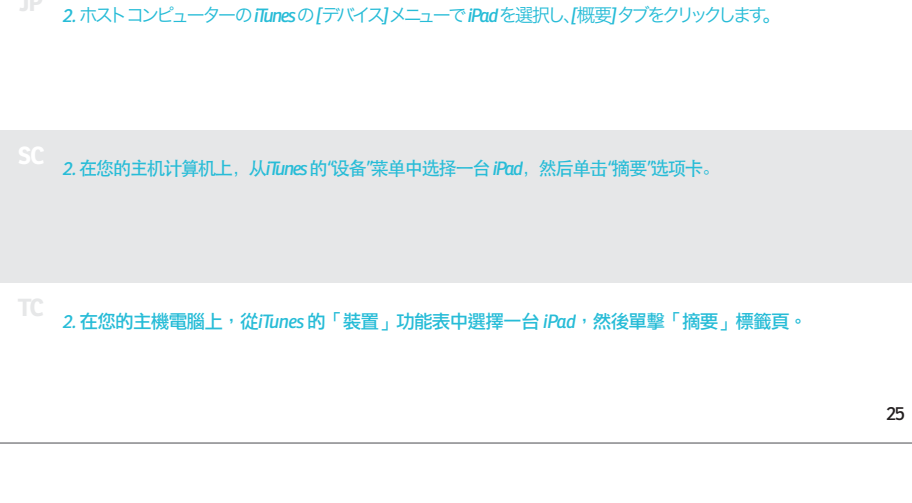 JP
2. ホスト コンピューターの iTunes の [デバイス] メニューで iPad を選択し、[概要] タブをクリックします。
SC
2. 在您的主机计算机上，从iTunes 的“设备”菜单中选择一台 iPad，然后单击“摘要”选项卡。
TC
2. 在您的主機電腦上，從iTunes 的「裝置」功能表中選擇一台 iPad，然後單擊「摘要」標籤頁。
25